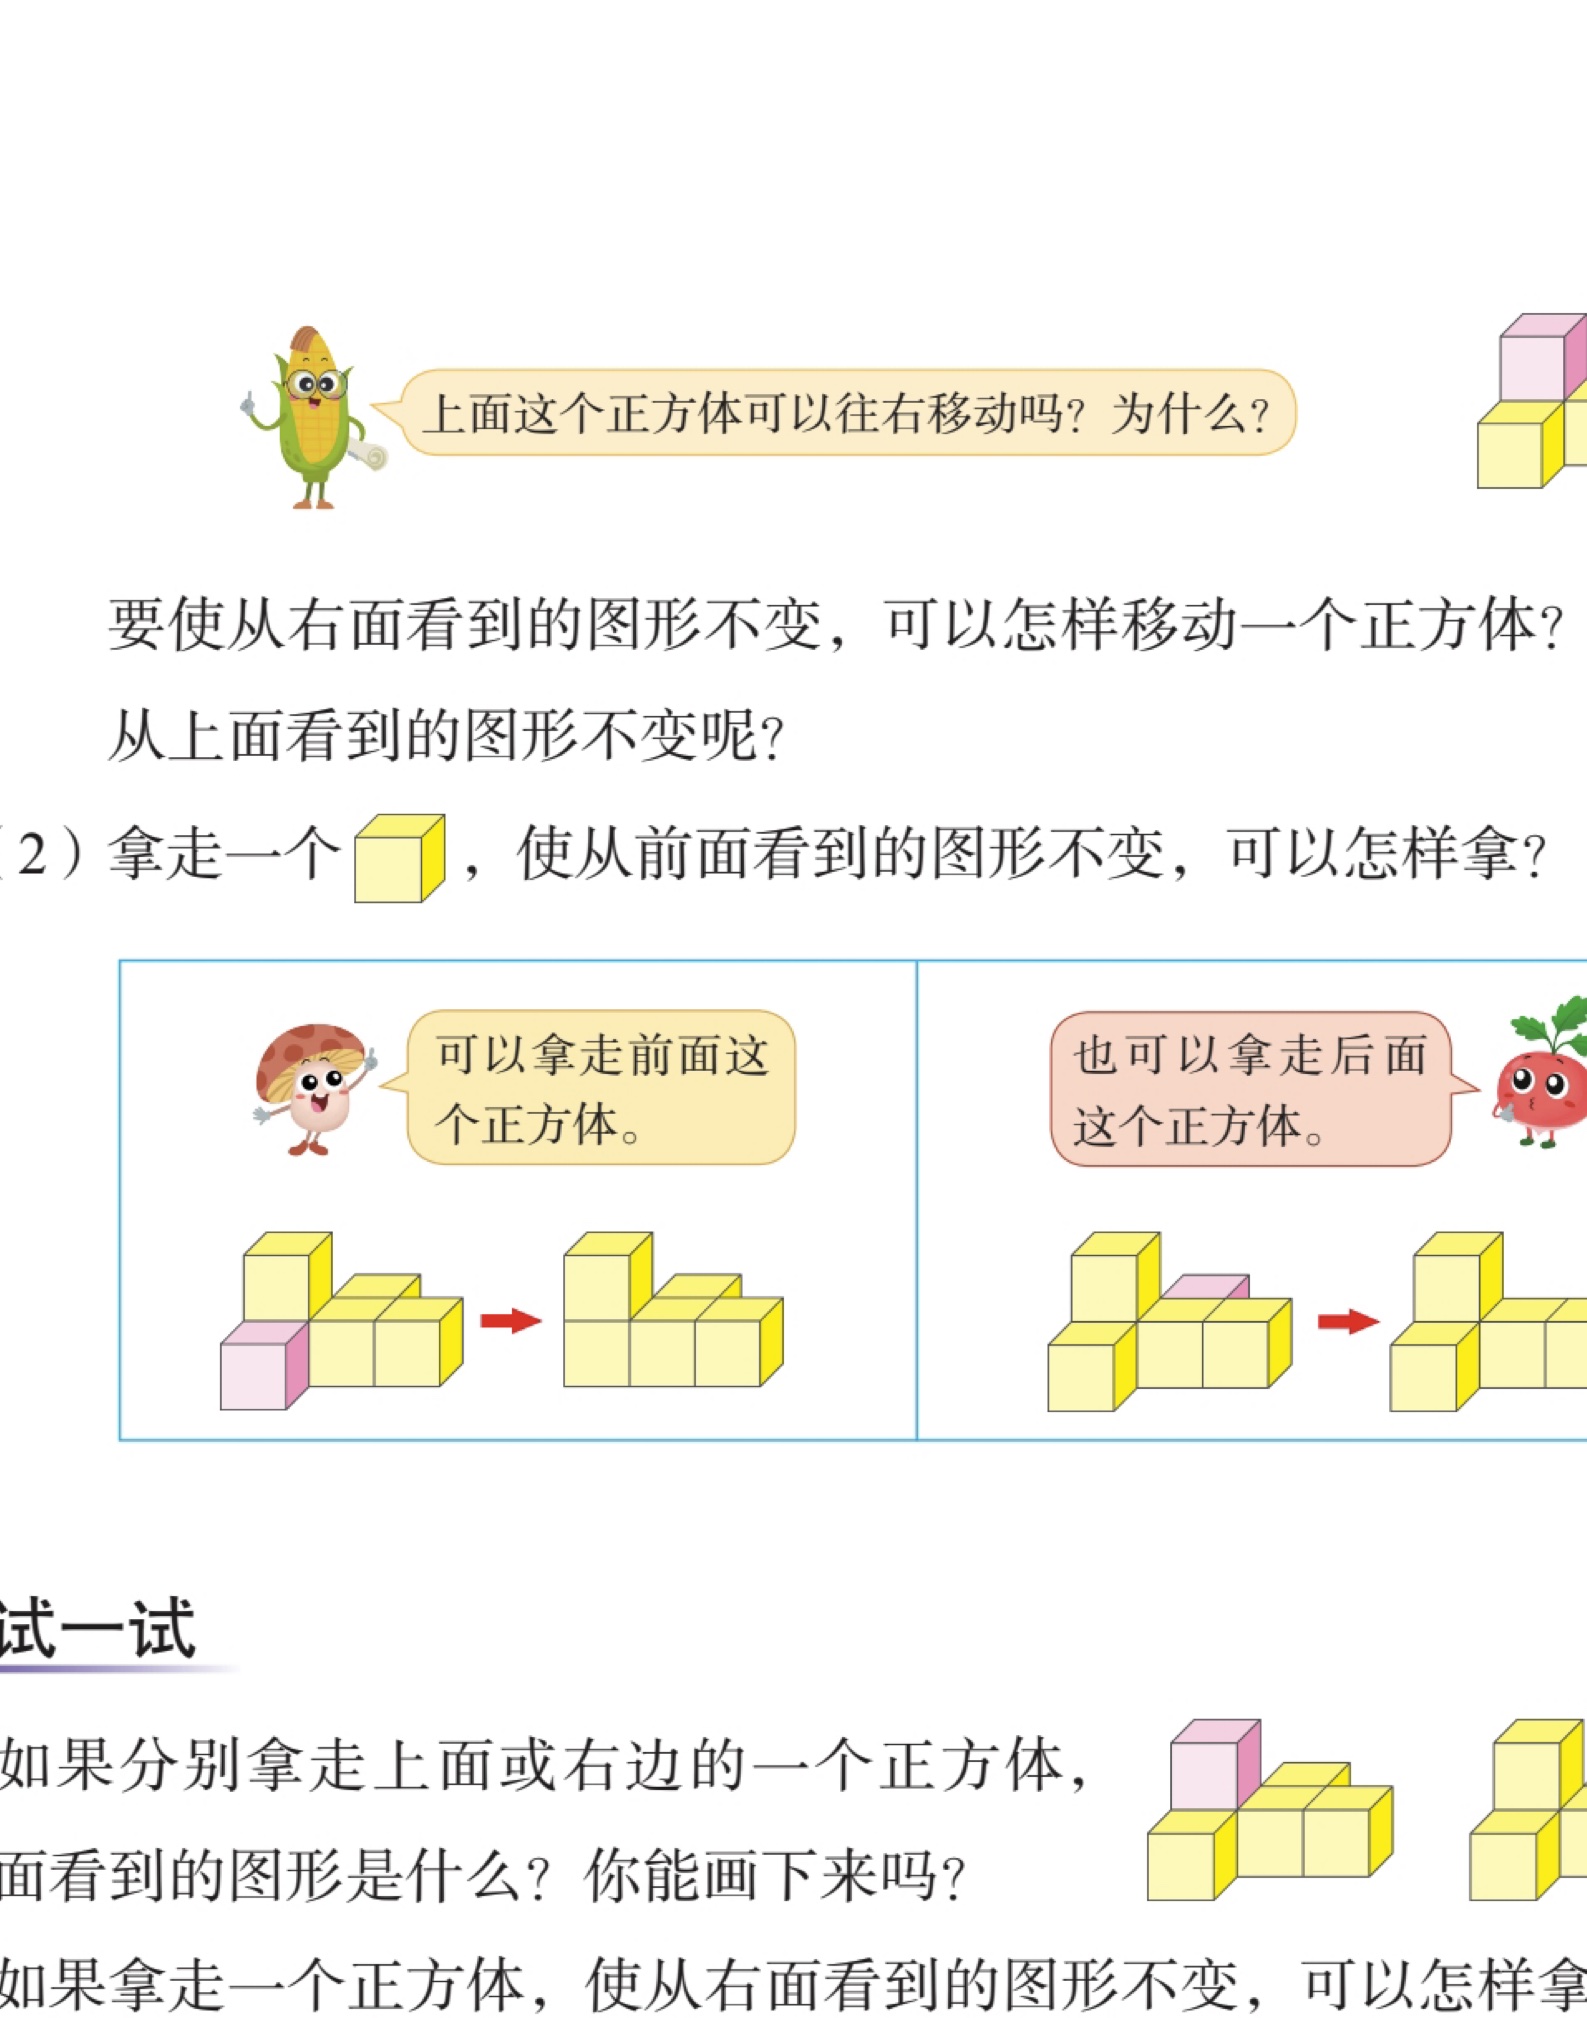 上面这个正方体可以往右移动吗？为什么？
要使从右面看到的图形不变，可以怎样移动一个正方体？
从上面看到的图形不变呢？
（2）拿走一个，使从前面看到的图形不变，可以怎样拿？
可以拿走前面这
个正方体。
也可以拿走后面
这个正方体。
试一试
如果分别拿走上面或右边的一个正方体，
面看到的图形是什么？你能画下来吗？
如果拿走一个正方体，使从右面看到的图形不变，可以怎样拿